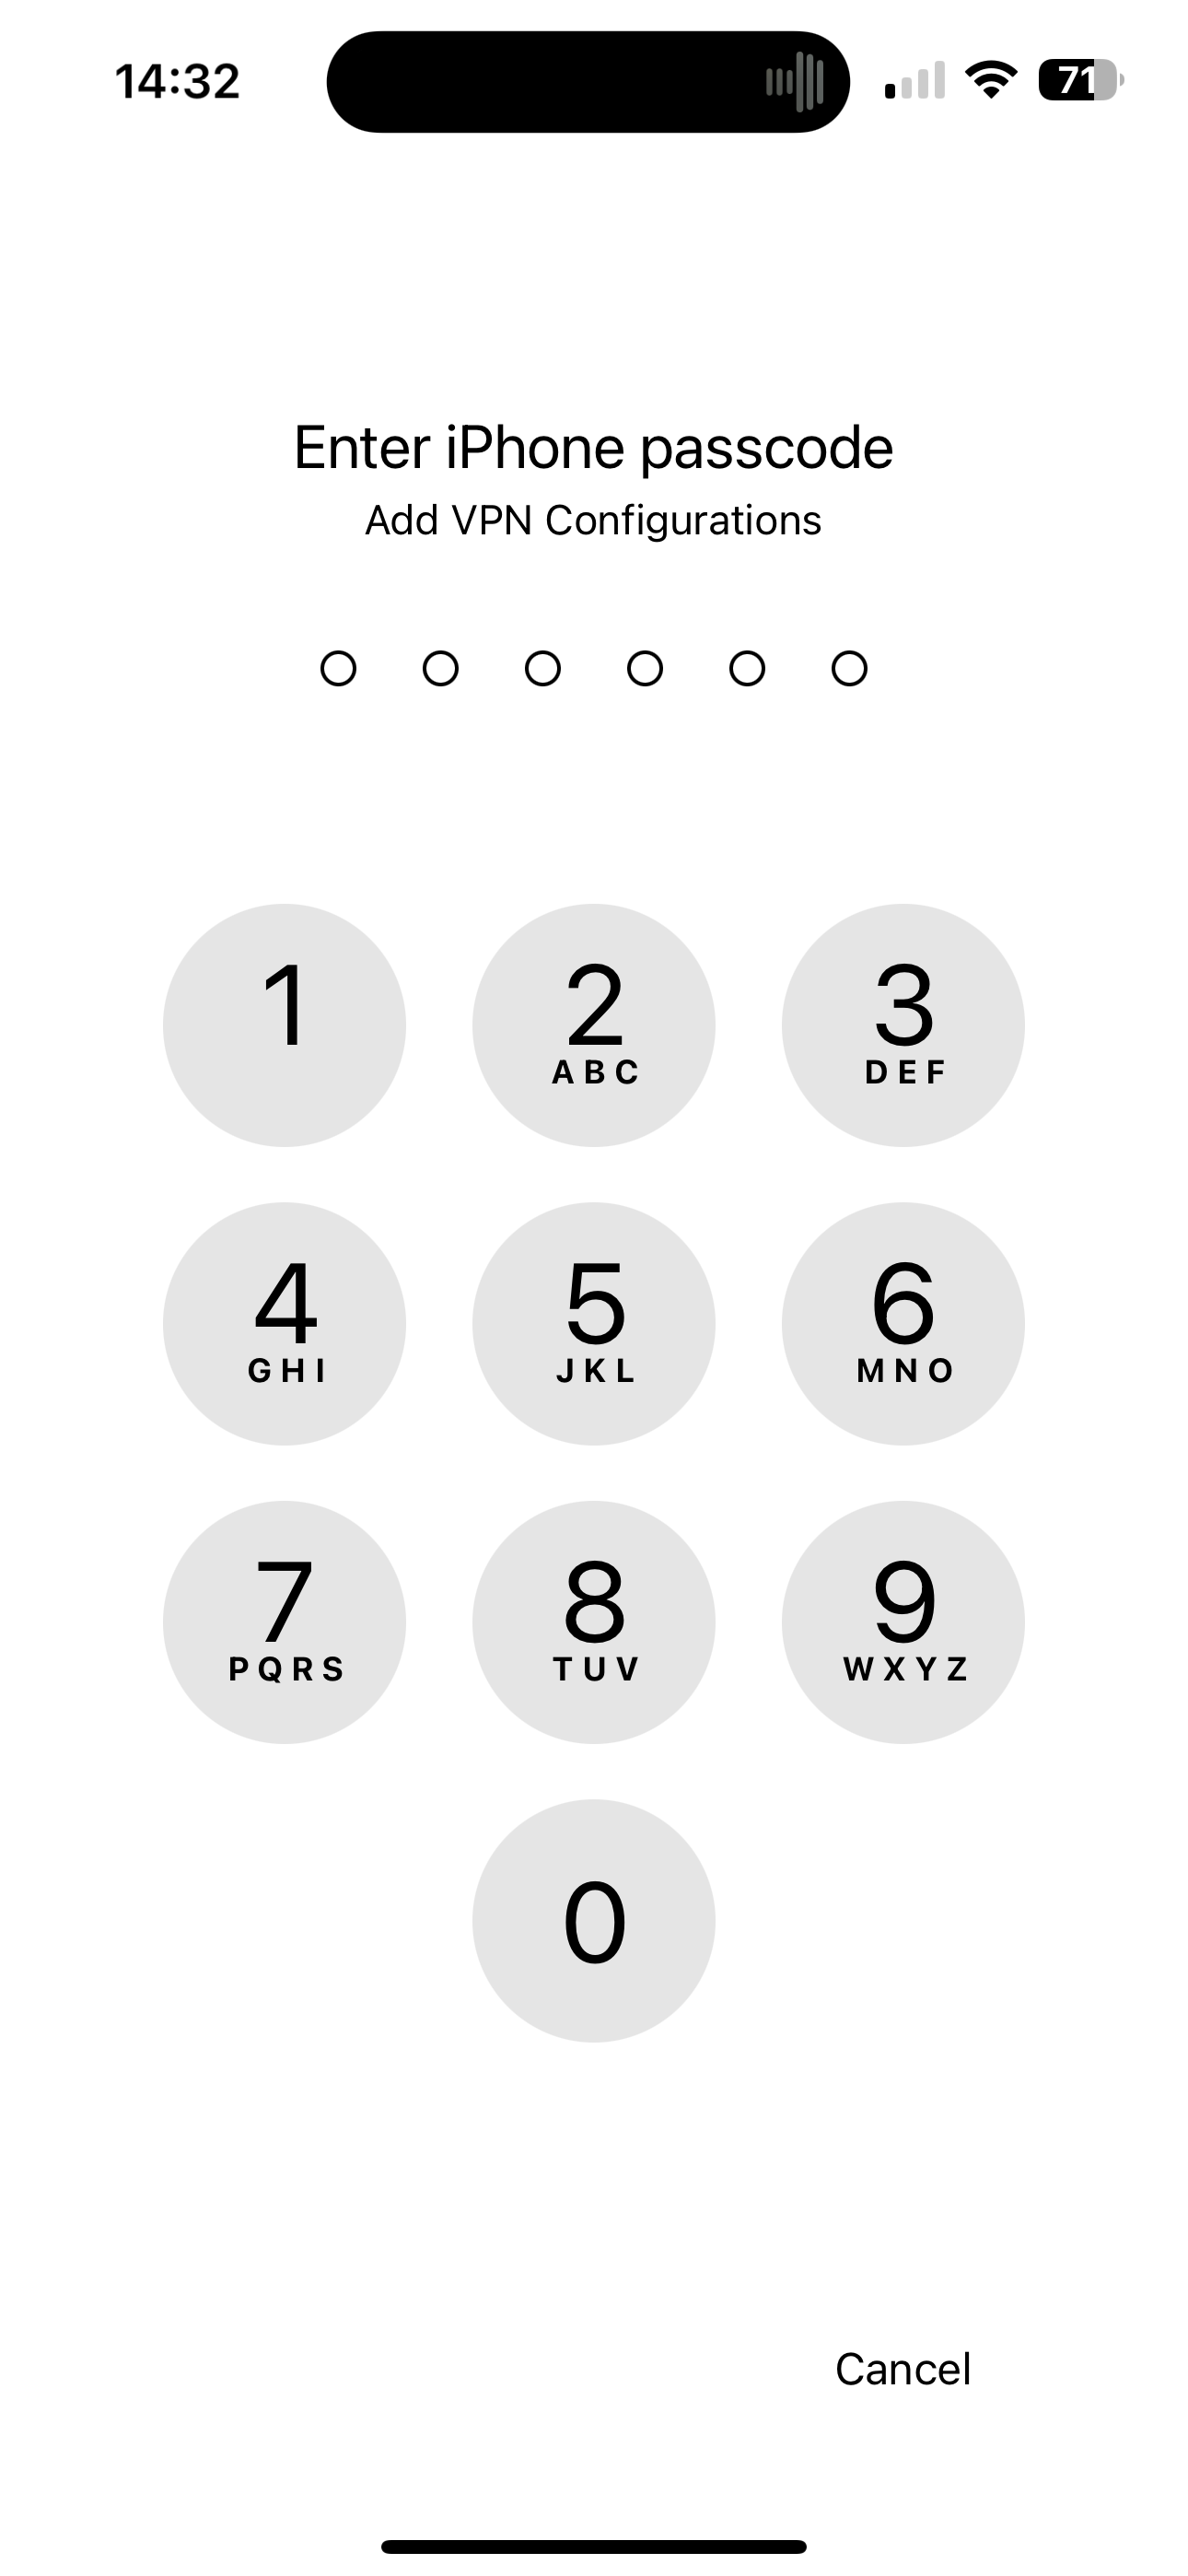 14:32
71
Enter iPhone passcode
Add VPN Configurations
1
2
ABC
3
DEF
4
GHI
5
JKL
6
MNO
7
PQRS
8
TUV
9
WXYZ
0
Cancel